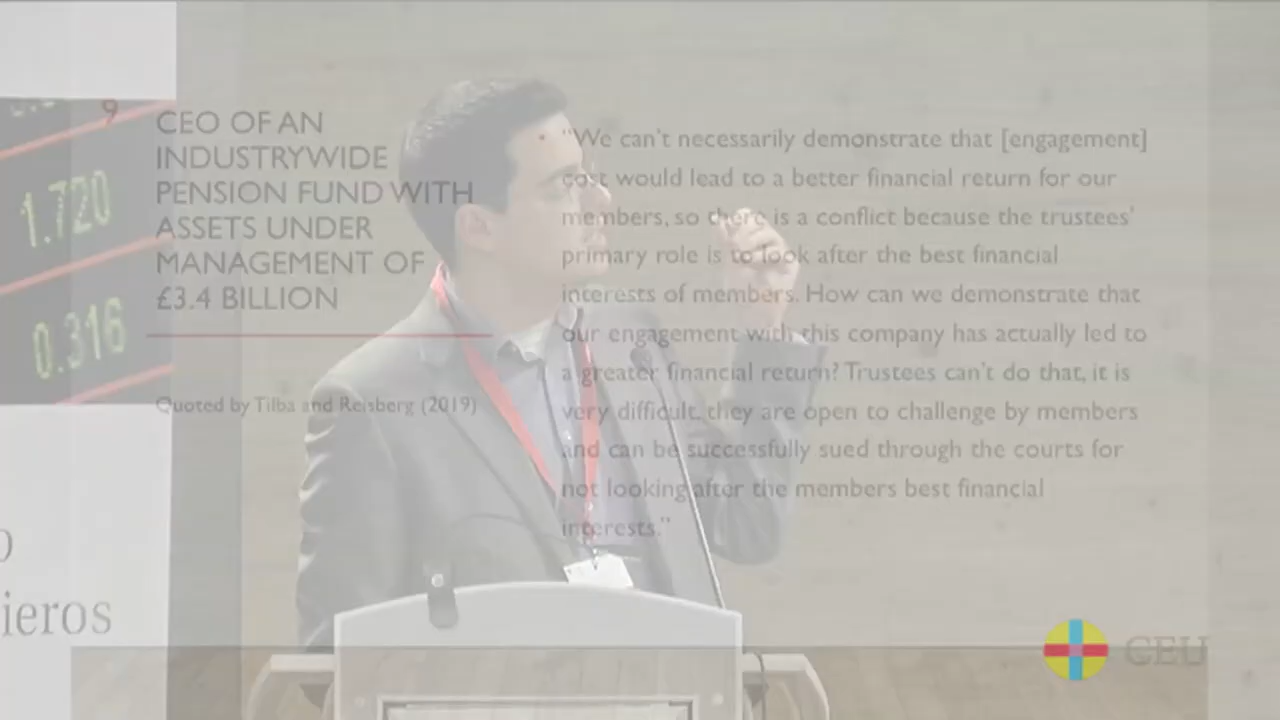 9
CEO OF AN
INDUSTRYWIDE
PENSION FUND WITH
ASSETS UNDER
MANAGEMENT OF
£3.4 BILLION
Quoted by Tilba and Reisberg (2019)
• “We can’t necessarily demonstrate that [engagement]
cost would lead to a better financial return for our
members, so there is a conflict because the trustees’
primary role is to look after the best financial
interests of members. How can we demonstrate that
our engagement with this company has actually led to
a greater financial return? Trustees can’t do that, it is
very difficult, they are open to challenge by members
and can be successfully sued through the courts for
not looking after the members best financial
interests.”
1.720
0.316
ieros
CEU